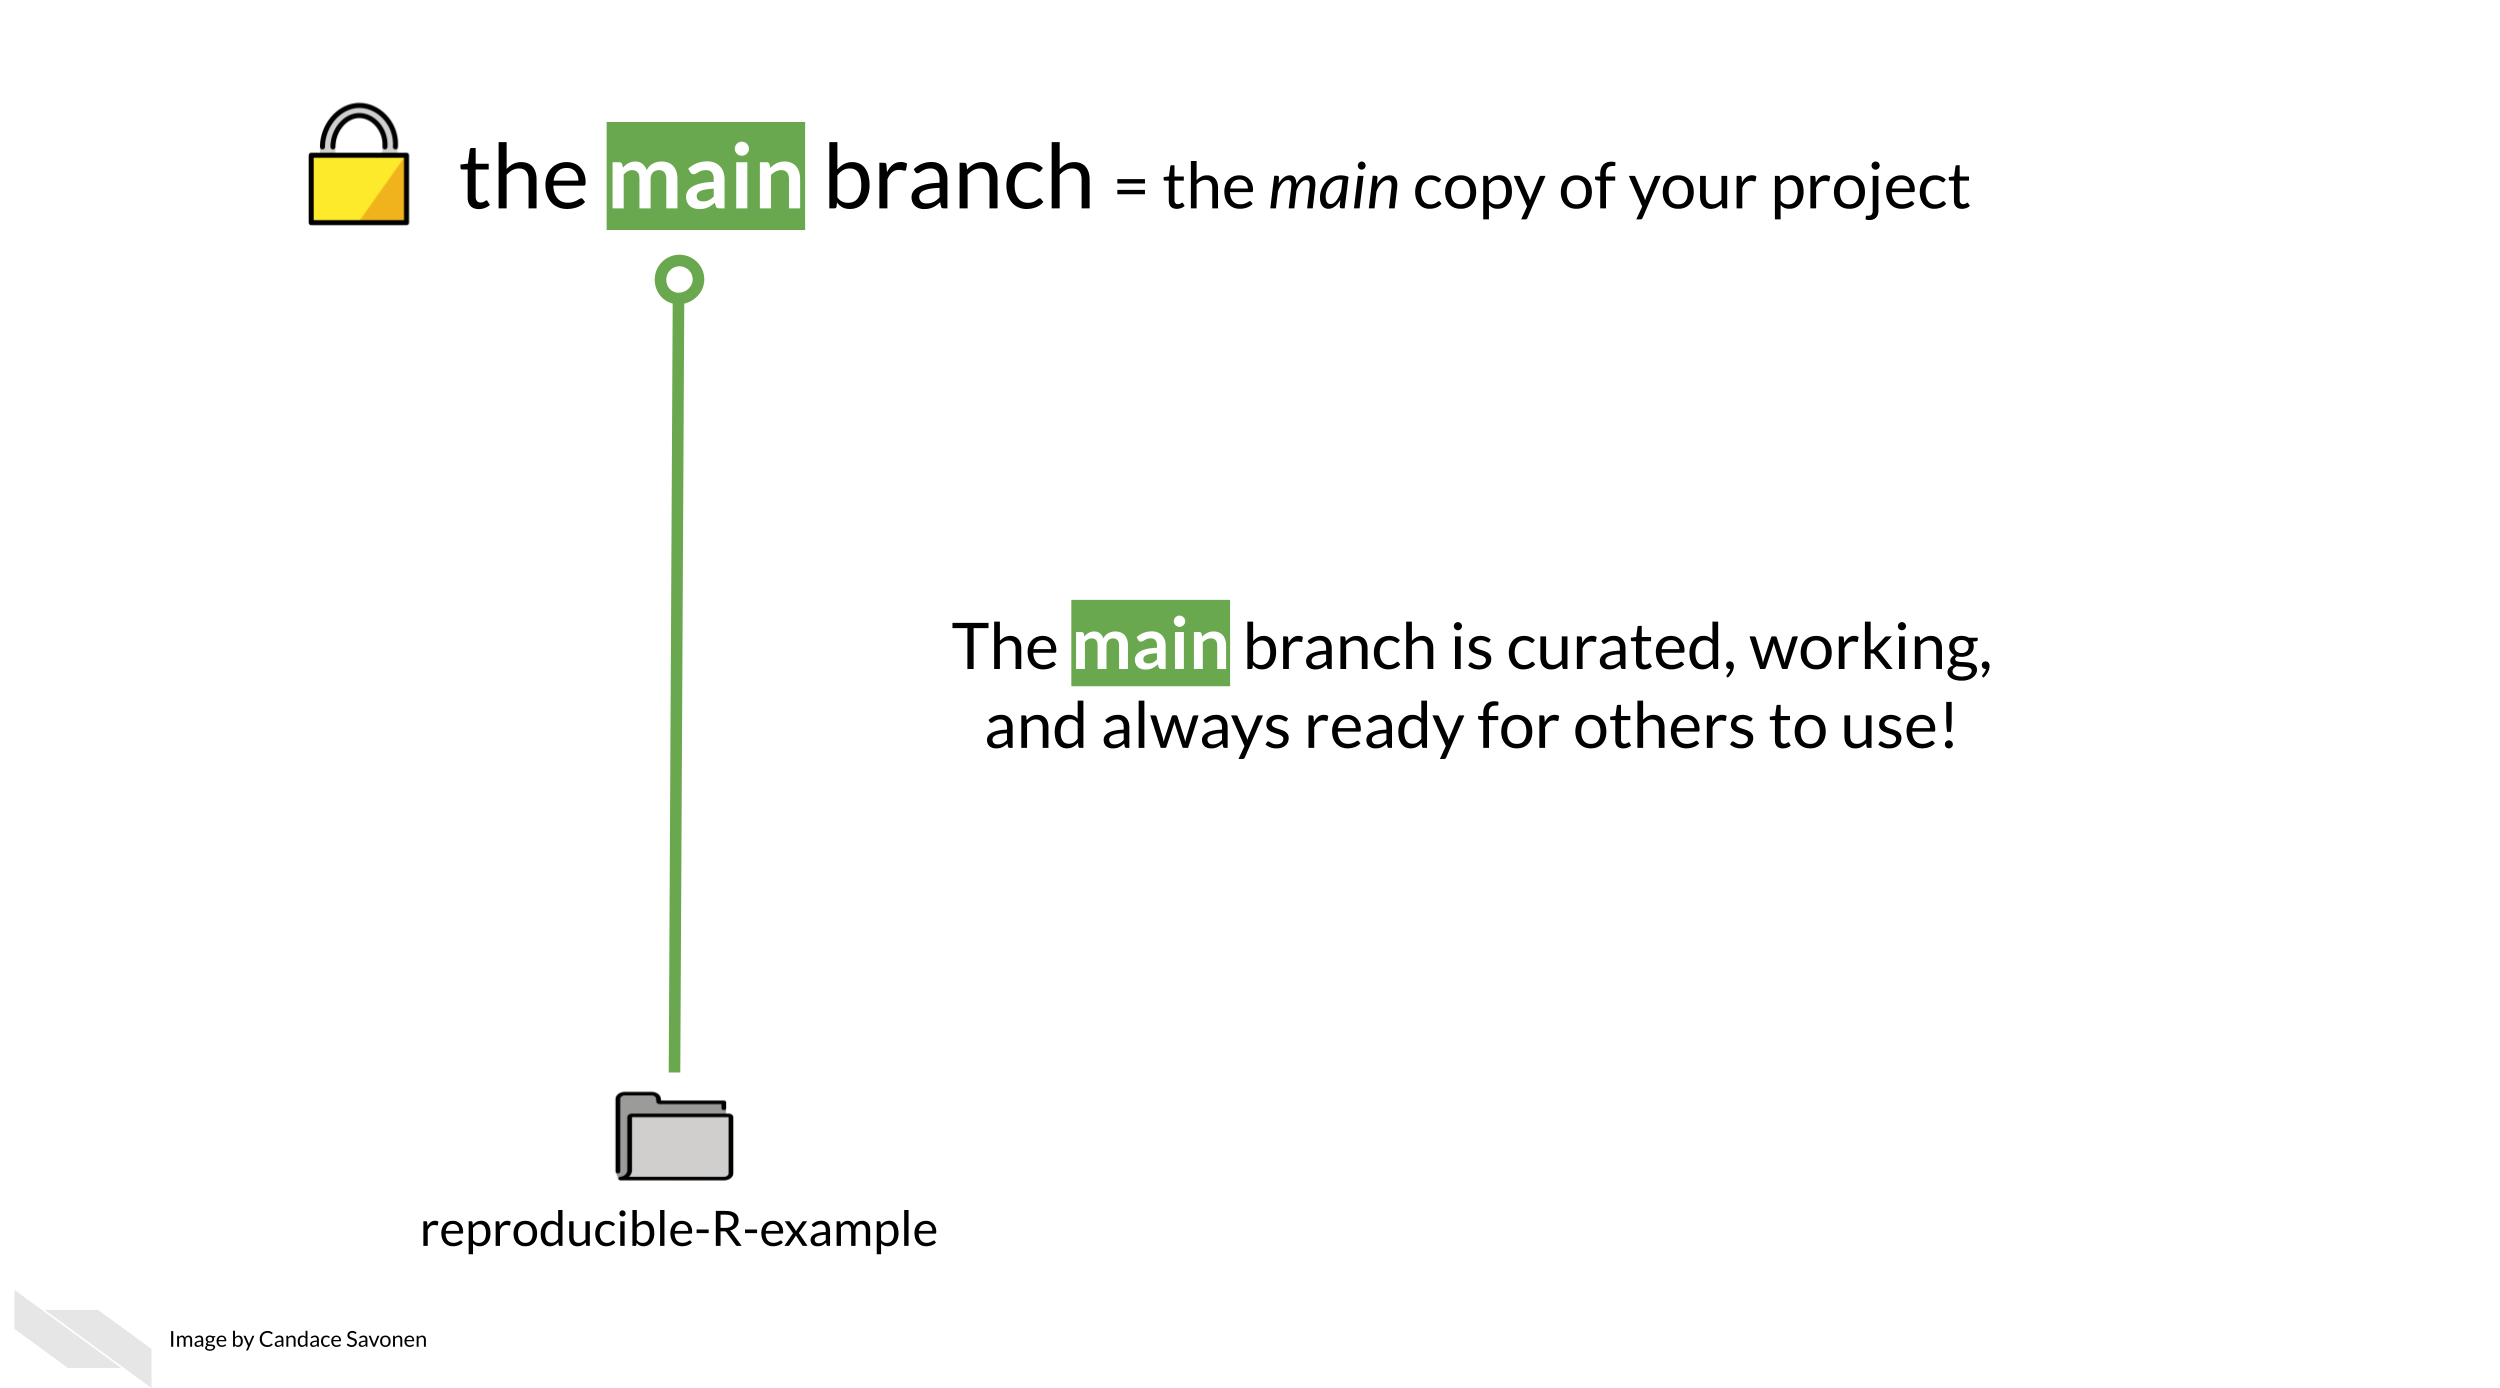 the main branch = the main copy of your project
The main branch is curated, working,
and always ready for others to use!
reproducible-R-example
Image by Candace Savonen